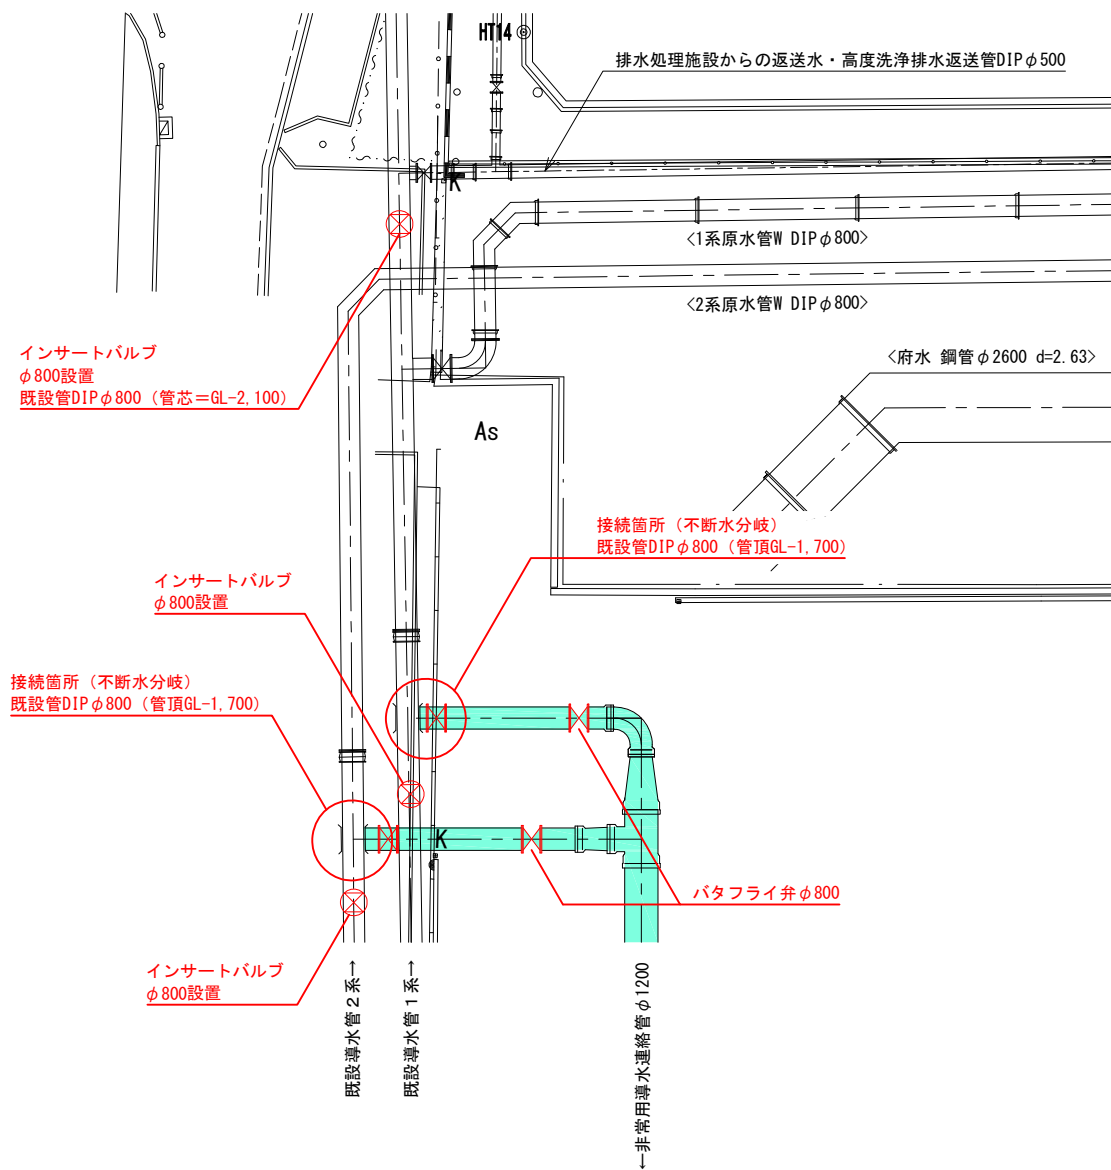 HT14
排水処理施設からの返送水・高度洗浄排水返送管DIPφ500
K
<1系原水管W DIPφ800>
<2系原水管W DIPφ800>
インサートバルブ
φ800設置
既設管DIPφ800（管芯＝GL-2,100）
<府水 鋼管φ2600 d=2.63>
As
接続箇所（不断水分岐）
既設管DIPφ800（管頂GL-1,700）
インサートバルブ
φ800設置
接続箇所（不断水分岐）
既設管DIPφ800（管頂GL-1,700）
K
バタフライ弁φ800
インサートバルブ
φ800設置
既設導水管２系→
既設導水管１系→
←非常用導水連絡管φ1200